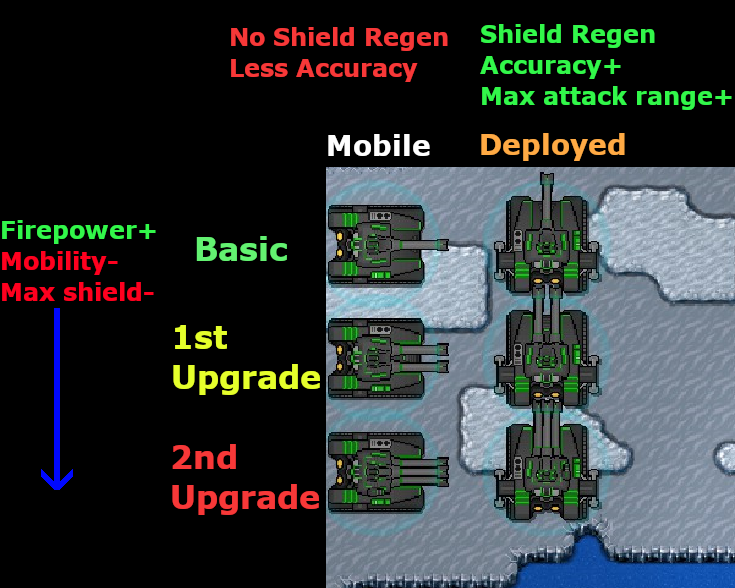 No Shield Regen
Less Accuracy
Shield Regen
Accuracy+
Max attack range+
Mobile
Deployed
Firepower+
Mobility–
Max shield–
Basic
1st
Upgrade
2nd
Upgrade